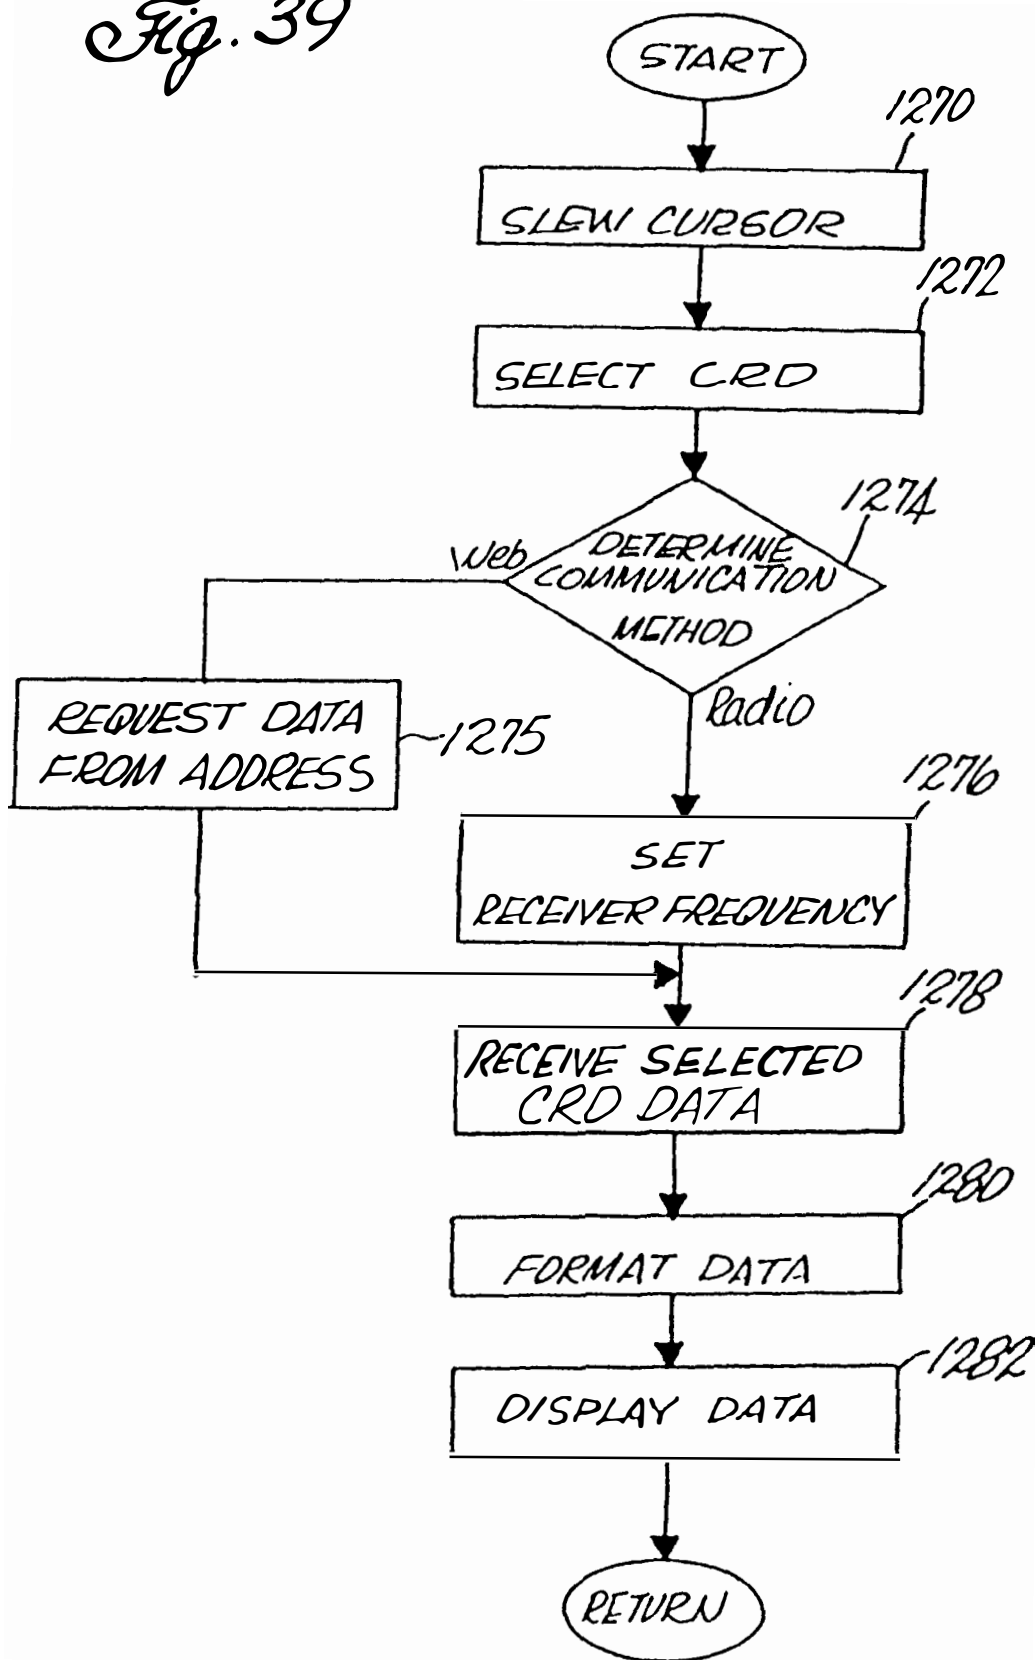 Fig. 39
START
1270
SLEW CURSOR
1272
SELECT CRD
1274
Web
DETERMINE
COMMUNICATION
METHOD
Radio
REQUEST DATA
FROM ADDRESS
1275
1276
SET
RECEIVER FREQUENCY
1278
RECEIVE SELECTED
CRD DATA
1280
FORMAT DATA
1282
DISPLAY DATA
RETURN